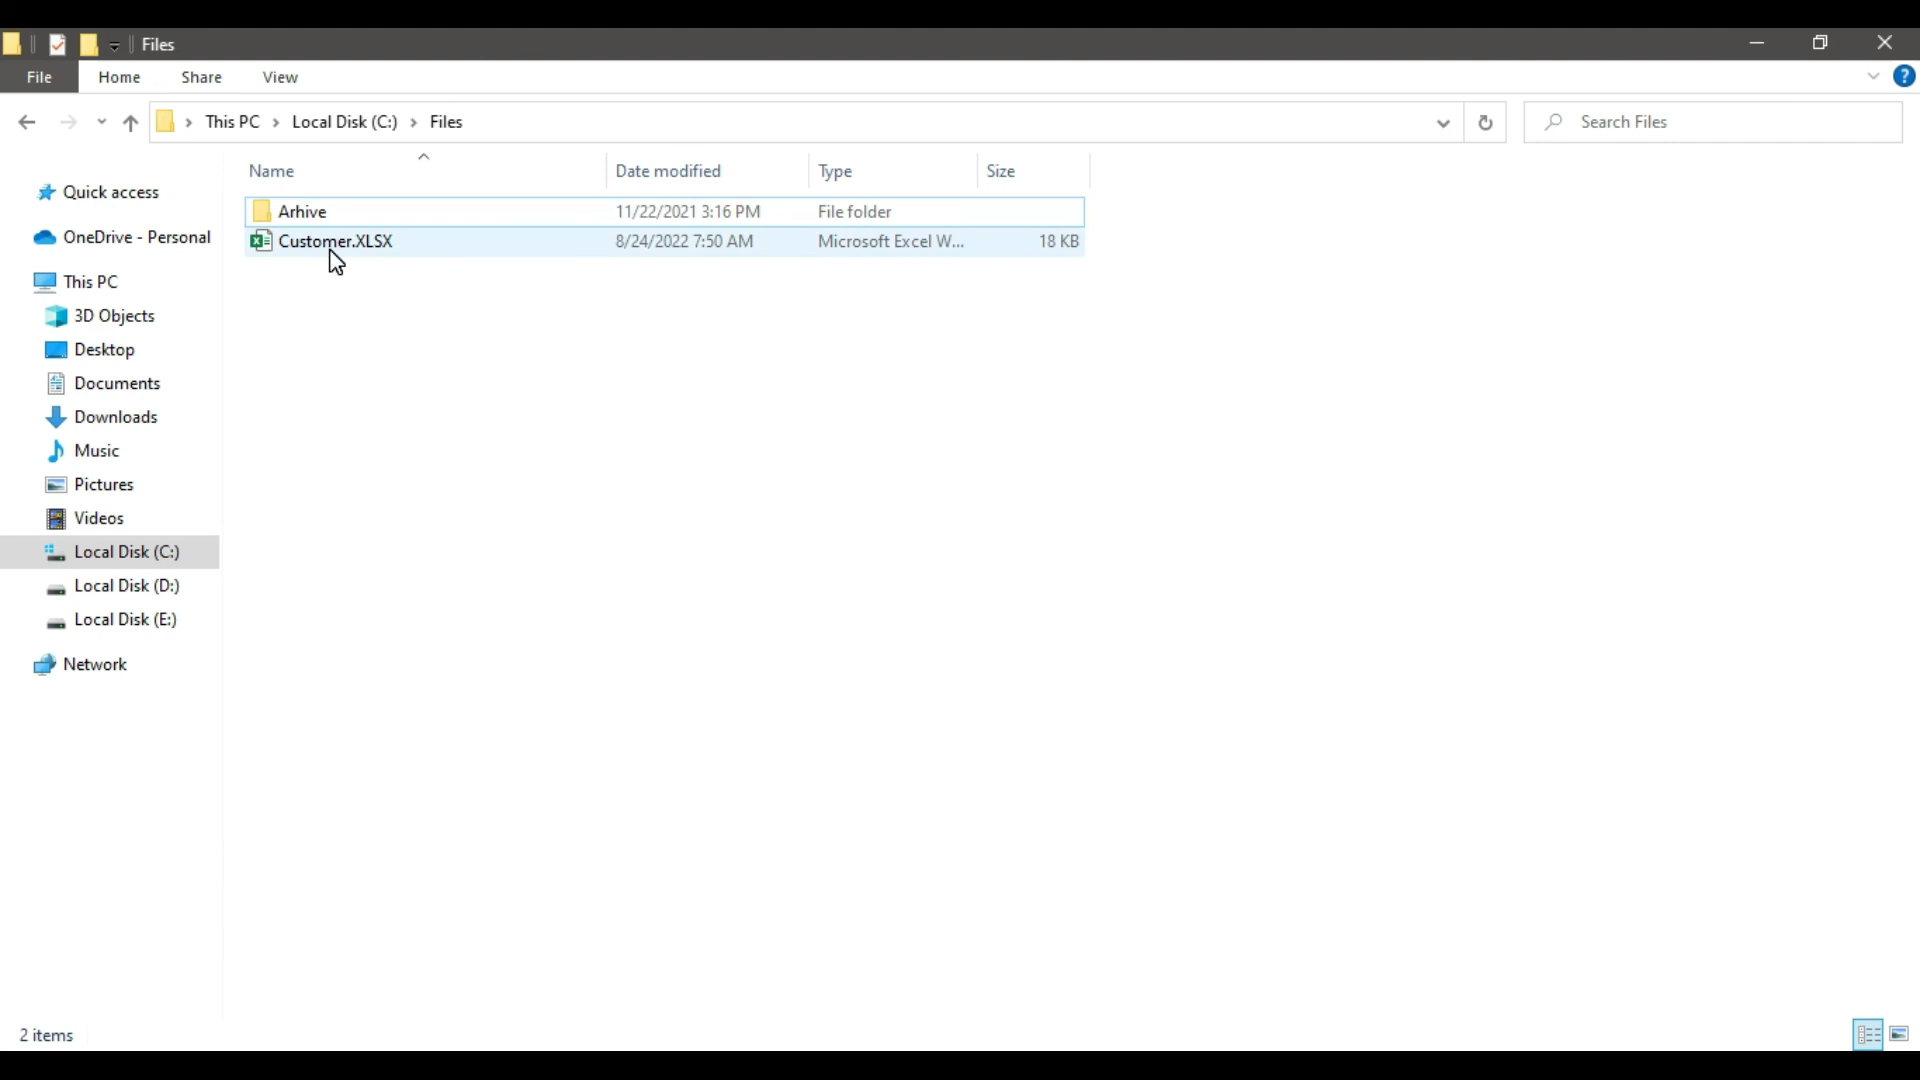 Files
File Home Share View ?
This PC Local Disk (C:) Files Search Files
Name Date modified Type Size
Arhive 11/22/2021 3:16 PM File folder
Customer.XLSX 8/24/2022 7:50 AM Microsoft Excel W... 18 KB
Quick access
OneDrive - Personal
This PC
3D Objects
Desktop
Documents
Downloads
Music
Pictures
Videos
Local Disk (C:)
Local Disk (D:)
Local Disk (E:)
Network
2 items